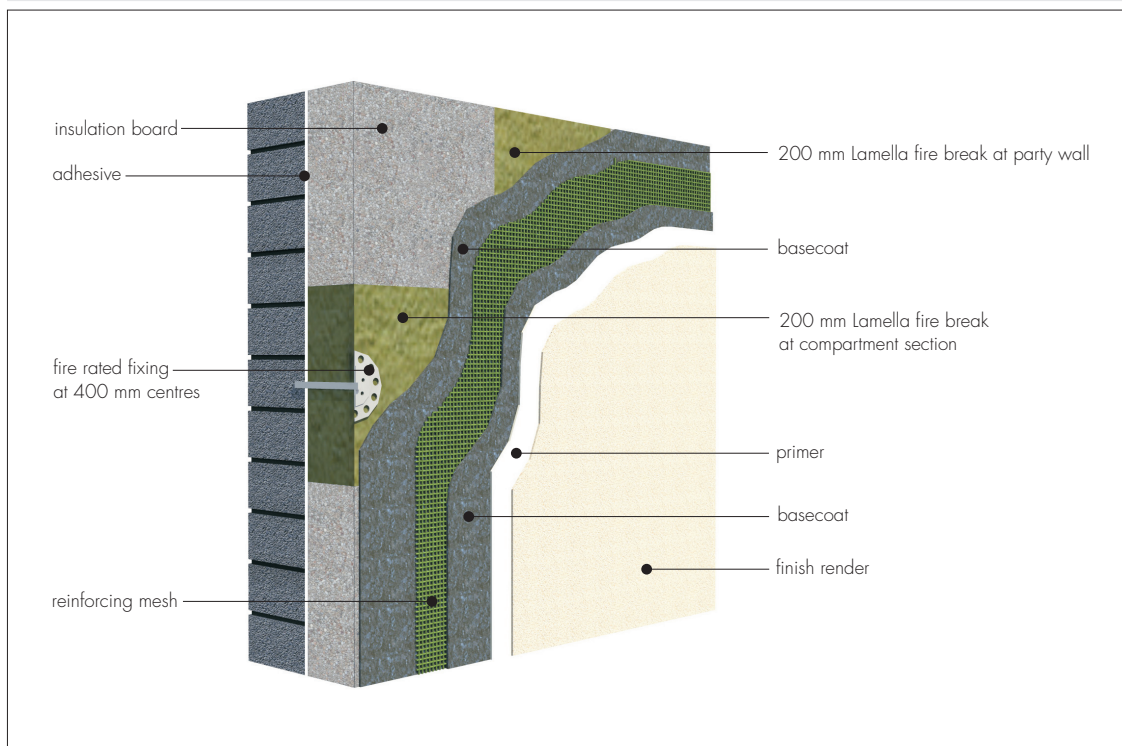 insulation board
adhesive
fire rated fixing
at 400 mm centres
reinforcing mesh
200 mm Lamella fire break at party wall
basecoat
200 mm Lamella fire break
at compartment section
primer
basecoat
finish render